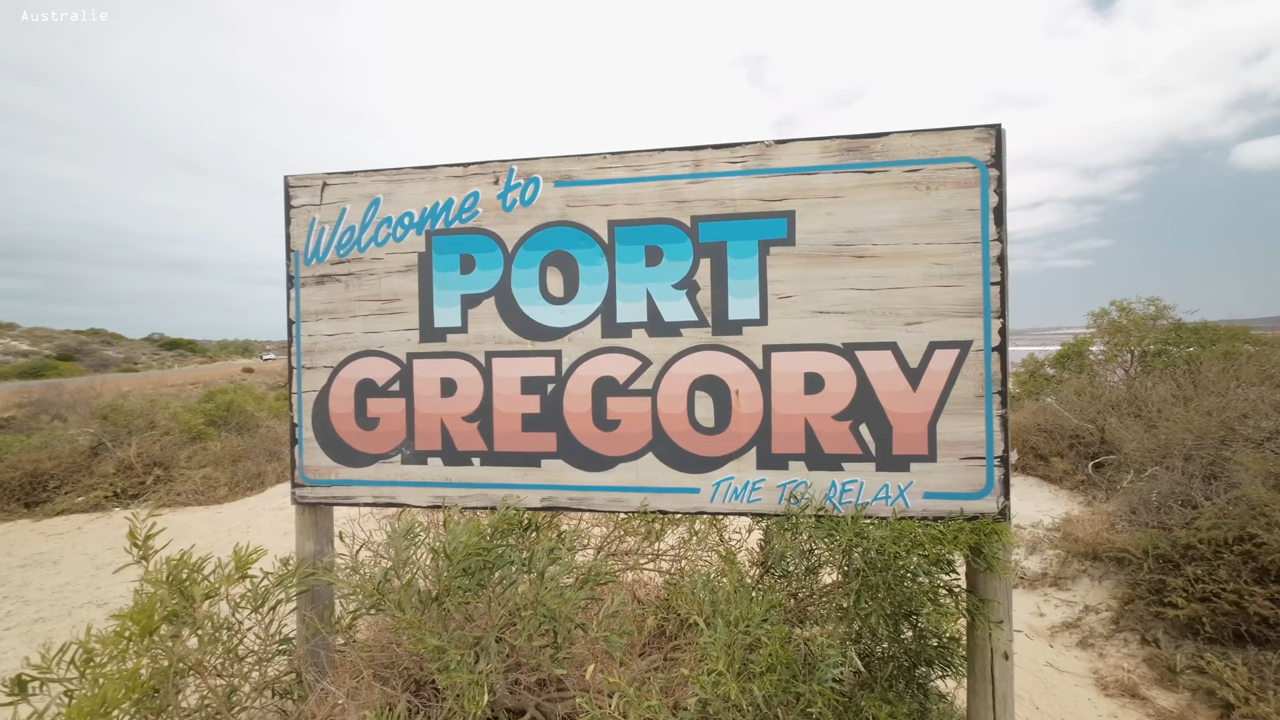 Australie
Welcome to
PORT
GREGORY
TIME TO RELAX